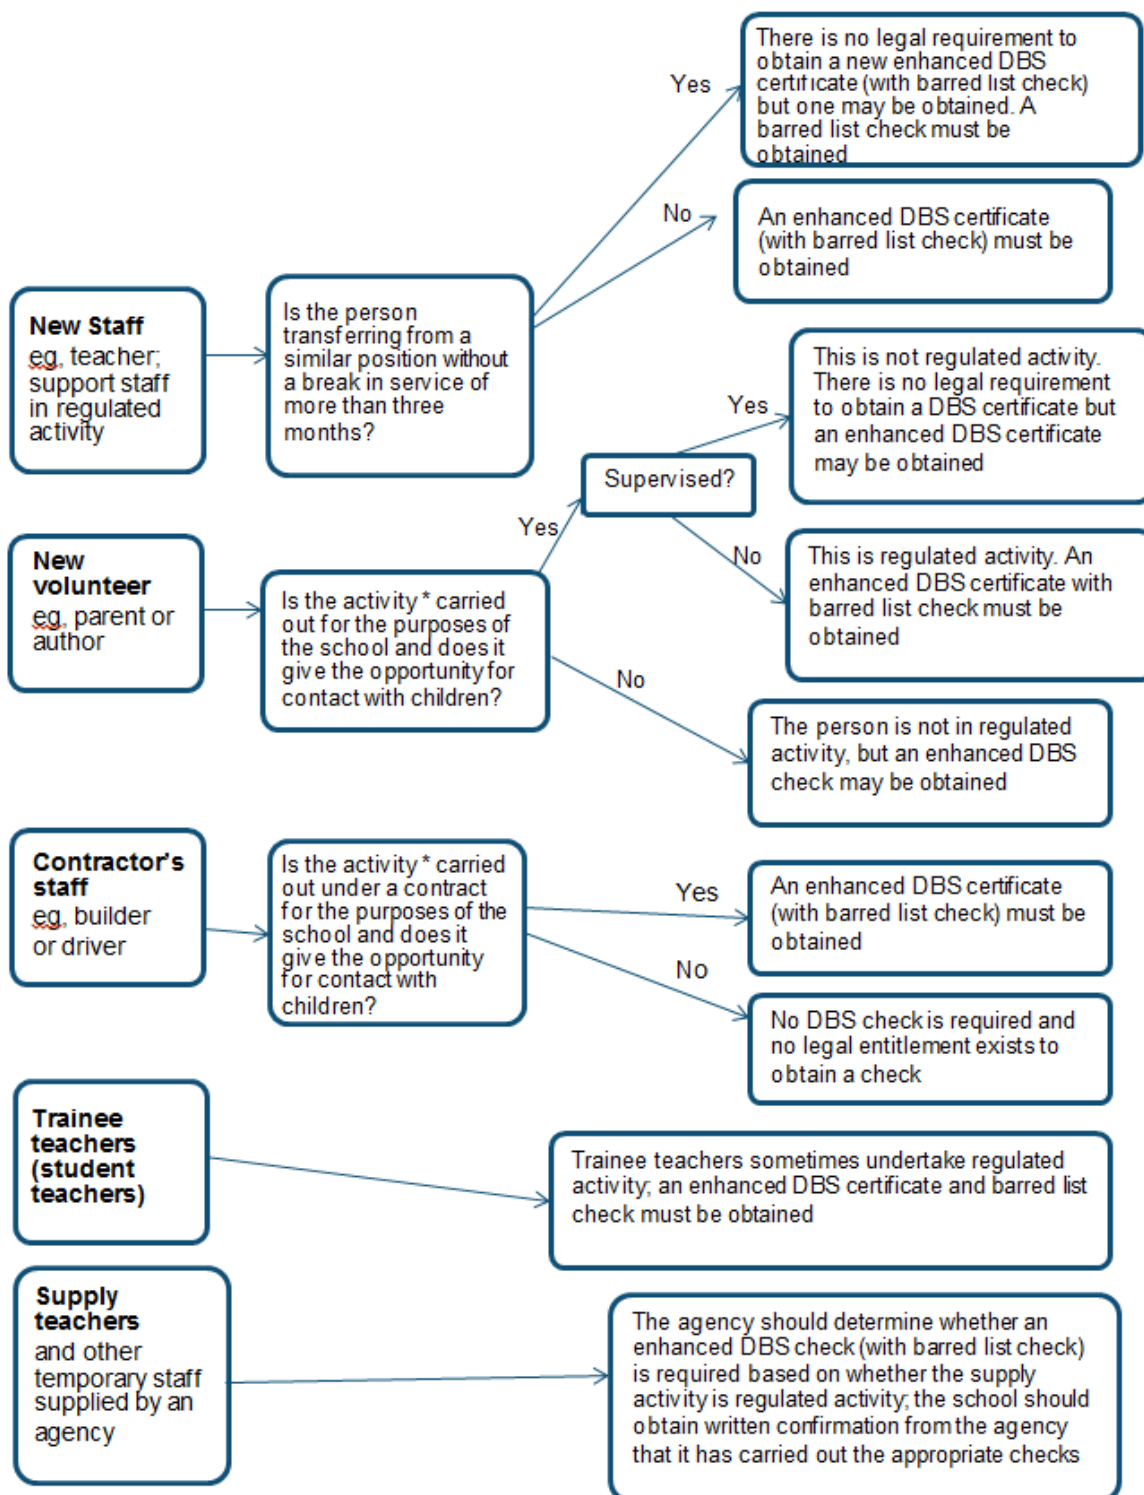 There is no legal requirement to
obtain a new enhanced DBS
certificate (with barred list check)
but one may be obtained. A
barred list check must be
obtained
Yes
No
An enhanced DBS certificate
(with barred list check) must be
obtained
New Staff
eg, teacher;
support staff
in regulated
activity
Is the person
transferring from a
similar position without
a break in service of
more than three
months?
This is not regulated activity.
There is no legal requirement
to obtain a DBS certificate but
an enhanced DBS certificate
may be obtained
Yes
Supervised?
Yes
No
New
volunteer
eg, parent or
author
Is the activity * carried
out for the purposes of
the school and does it
give the opportunity for
contact with children?
This is regulated activity. An
enhanced DBS certificate with
barred list check must be
obtained
No
The person is not in regulated
activity, but an enhanced DBS
check may be obtained
Contractor's
staff
eg, builder
or driver
Is the activity * carried
out under a contract
for the purposes of the
school and does it
give the opportunity
for contact with
children?
Yes
An enhanced DBS certificate
(with barred list check) must be
obtained
No
No DBS check is required and
no legal entitlement exists to
obtain a check
Trainee
teachers
(student
teachers)
Trainee teachers sometimes undertake regulated
activity; an enhanced DBS certificate and barred list
check must be obtained
Supply
teachers
and other
temporary staff
supplied by an
agency
The agency should determine whether an
enhanced DBS check (with barred list check)
is required based on whether the supply
activity is regulated activity; the school should
obtain written confirmation from the agency
that it has carried out the appropriate checks